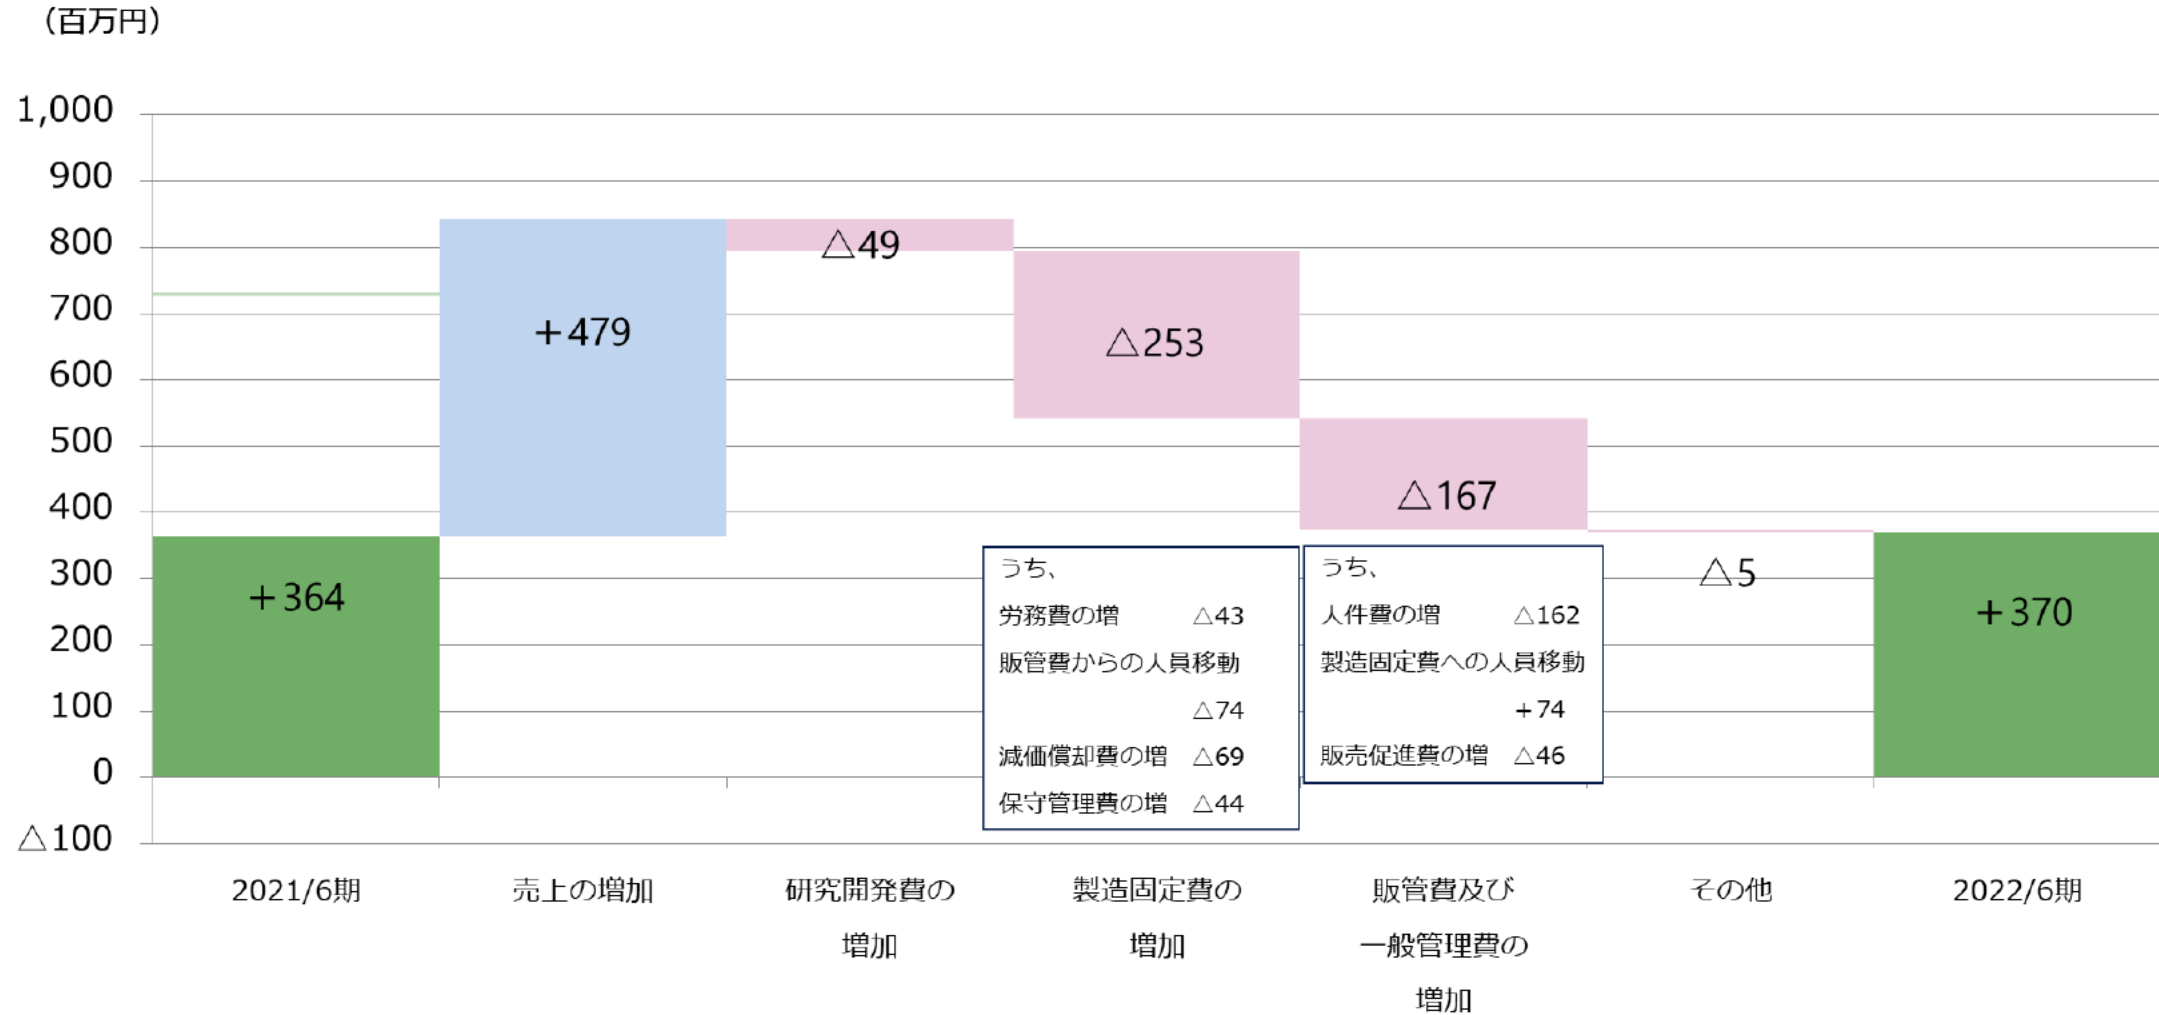 （百万円）
1,000
900
800
700
600
500
400
300
200
100
0
△100
＋364
＋479
△49
△253
△167
△5
＋370
うち、
労務費の増 △43
販管費からの人員移動
△74
減価償却費の増 △69
保守管理費の増 △44
うち、
人件費の増 △162
製造固定費への人員移動
＋74
販売促進費の増 △46
2021/6期
売上の増加
研究開発費の
増加
製造固定費の
増加
販管費及び
一般管理費の
増加
その他
2022/6期